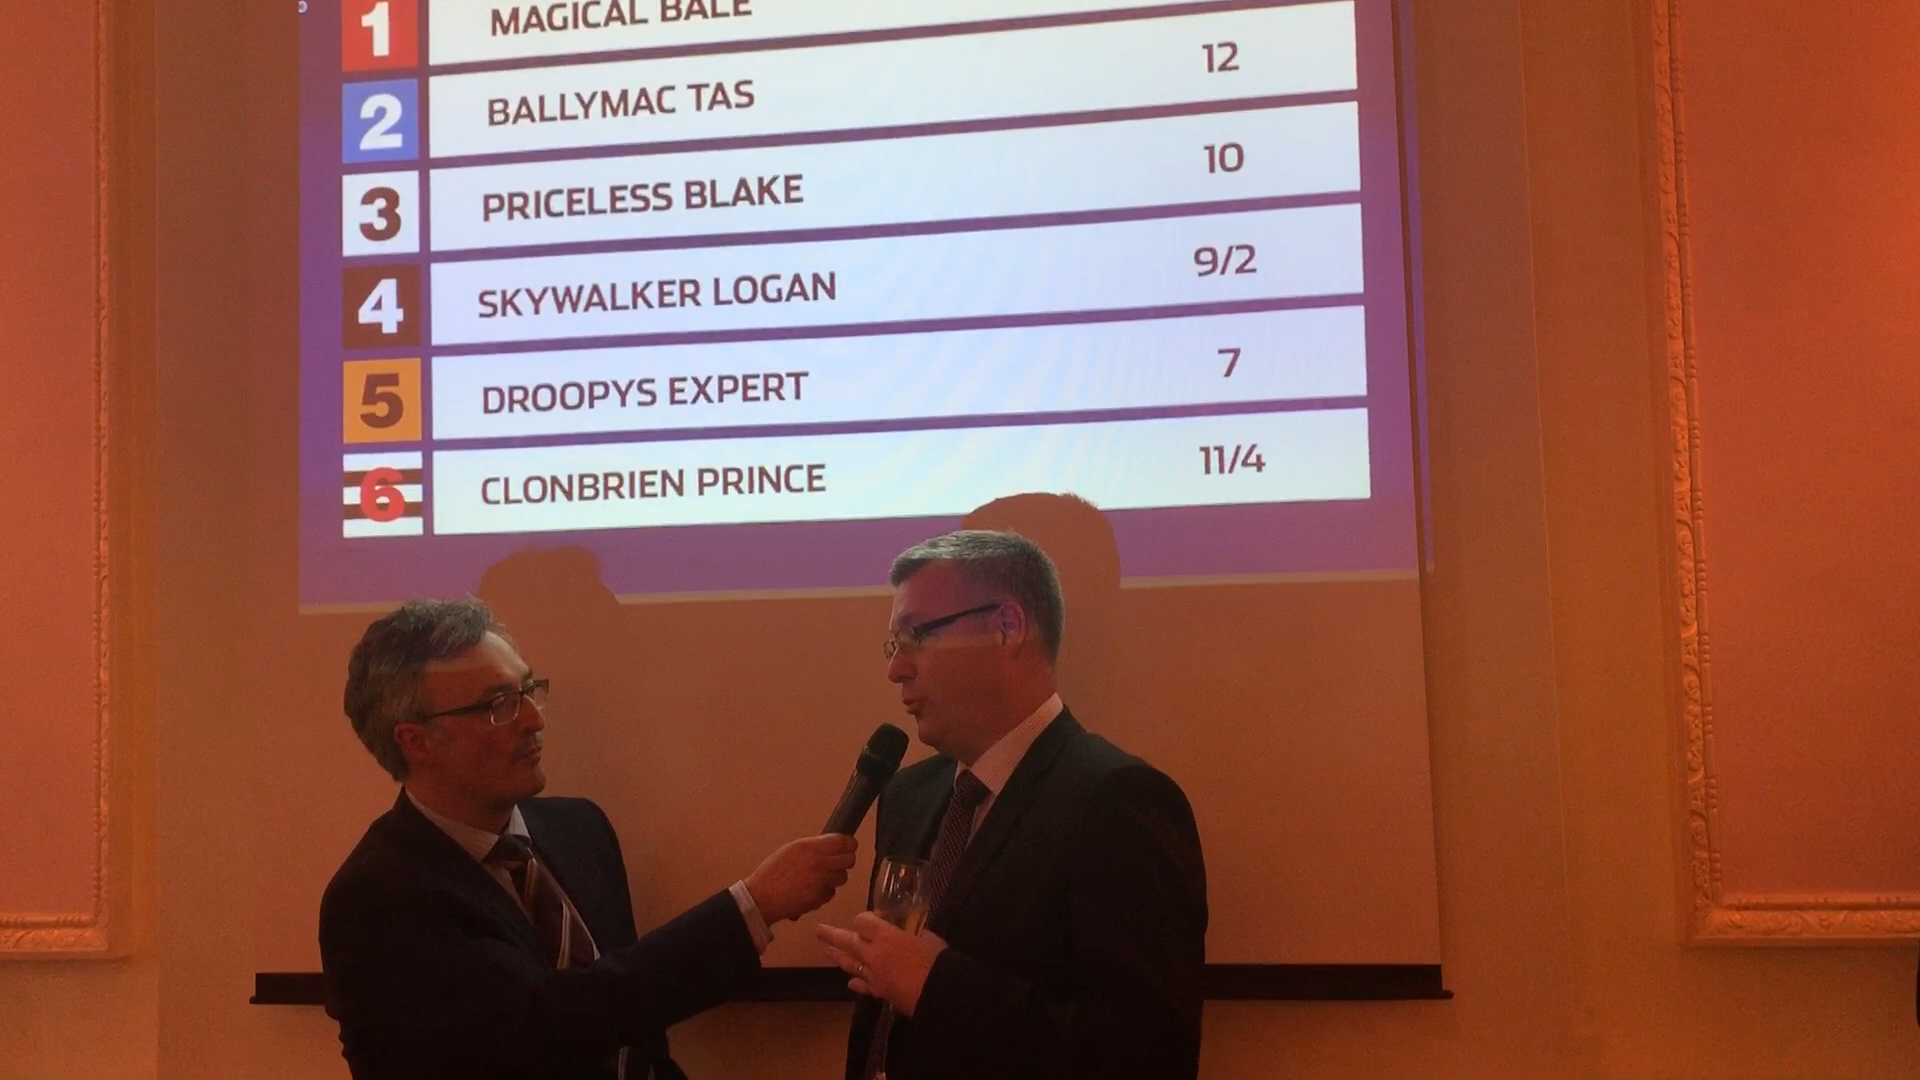 1 MAGICAL BALE
2 BALLYMAC TAS 12
3 PRICELESS BLAKE 10
4 SKYWALKER LOGAN 9/2
5 DROOPYS EXPERT 7
6 CLONBRIEN PRINCE 11/4